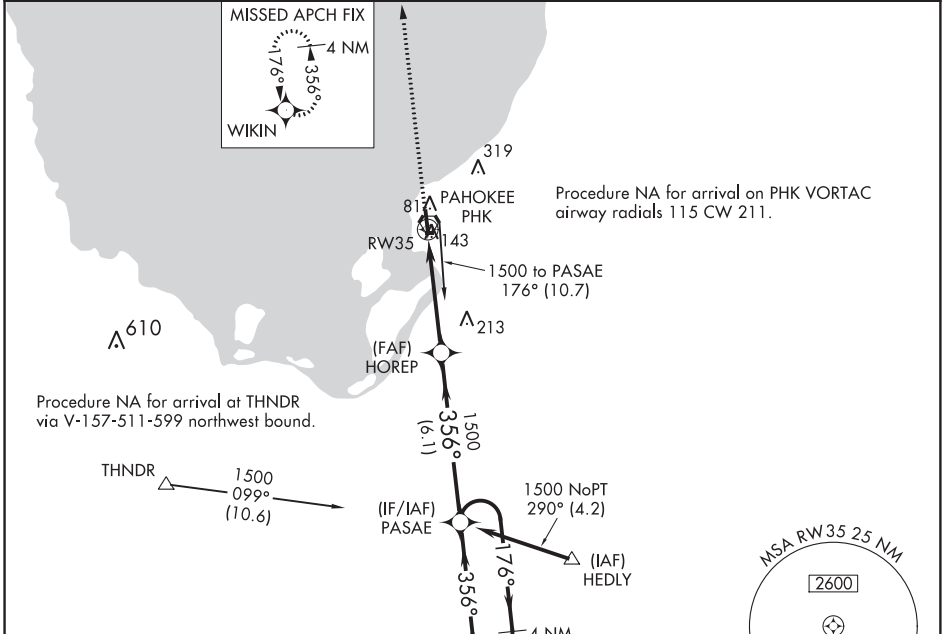 MISSED APCH FIX
4 NM
176°
356°
WIKIN
319
PAHOKEE
PHK
81
RW35
143
Procedure NA for arrival on PHK VORTAC
airway radials 115 CW 211.
1500 to PASAE
176° (10.7)
213
610
(FAF)
HOREP
Procedure NA for arrival at THNDR
via V-157-511-599 northwest bound.
1500
356°
(6.1)
THNDR
1500
099°
(10.6)
(IF/IAF)
PASAE
1500 NoPT
290° (4.2)
(IAF)
HEDLY
176°
356°
4 NM
MSA RW35 25 NM
2600